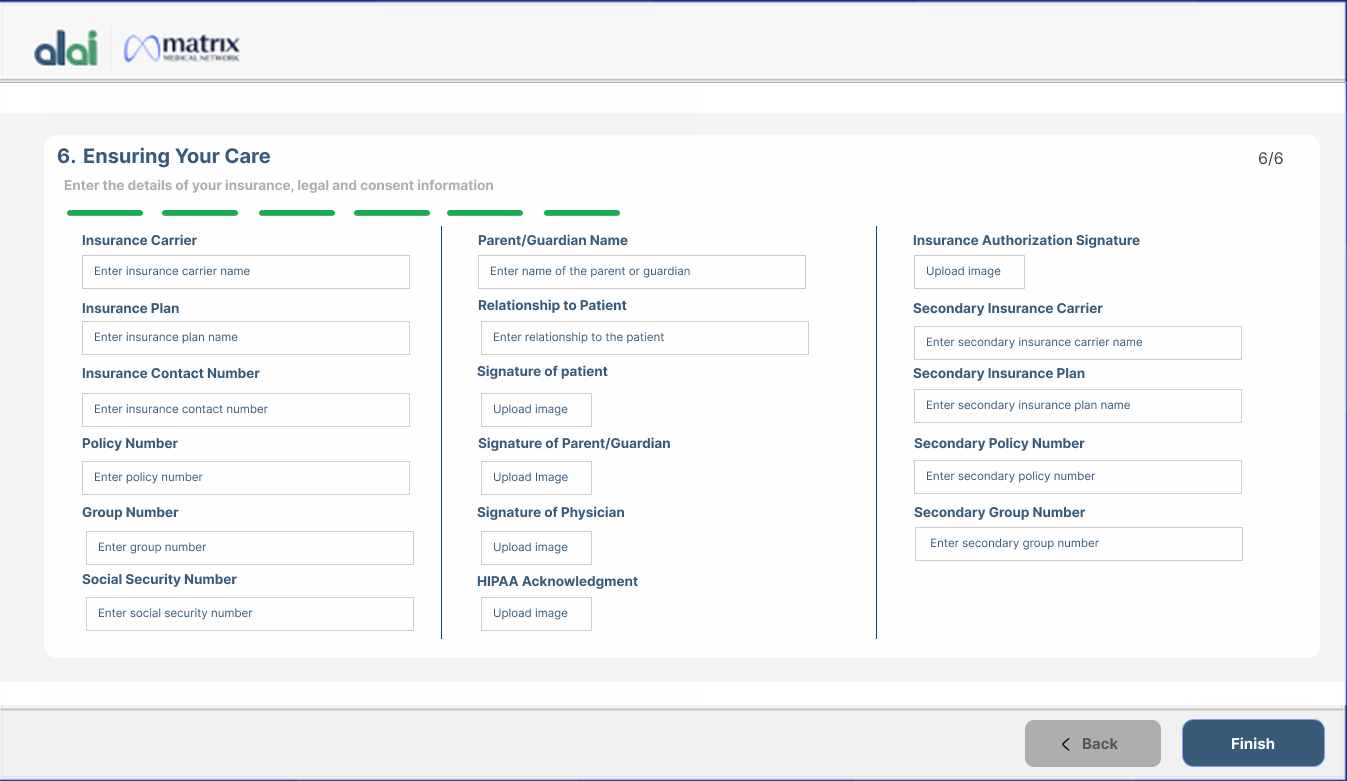 alai
matrix
MEDICAL NETWORK
6. Ensuring Your Care
6/6
Enter the details of your insurance, legal and consent information
Insurance Carrier
Enter insurance carrier name
Insurance Plan
Enter insurance plan name
Insurance Contact Number
Enter insurance contact number
Policy Number
Enter policy number
Group Number
Enter group number
Social Security Number
Enter social security number
Parent/Guardian Name
Enter name of the parent or guardian
Relationship to Patient
Enter relationship to the patient
Signature of patient
Upload image
Signature of Parent/Guardian
Upload Image
Signature of Physician
Upload image
HIPAA Acknowledgment
Upload image
Insurance Authorization Signature
Upload image
Secondary Insurance Carrier
Enter secondary insurance carrier name
Secondary Insurance Plan
Enter secondary insurance plan name
Secondary Policy Number
Enter secondary policy number
Secondary Group Number
Enter secondary group number
Back
Finish